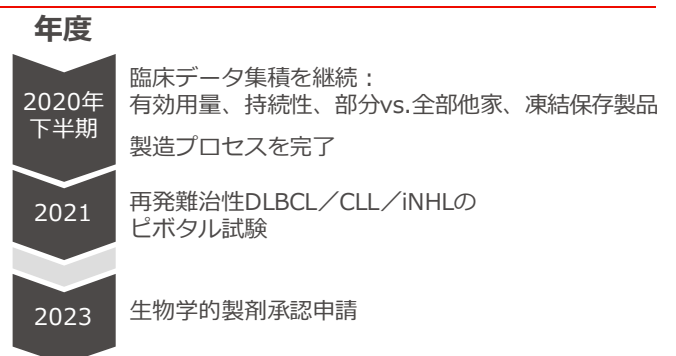 年度
2020年
下半期
臨床データ集積を継続：
有効用量、持続性、部分vs.全部他家、凍結保存製品
製造プロセスを完了
2021
再発難治性DLBCL／CLL／iNHLの
ピボタル試験
2023
生物学的製剤承認申請